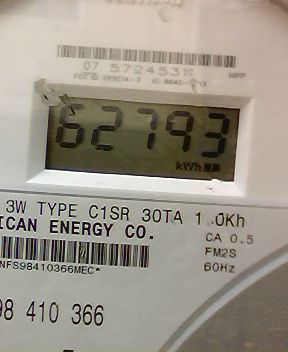 07 5724531
62793
kWh
3W TYPE C1SR 30TA 1.0Kh
ICAN ENERGY CO.
CA 0.5
FM2S
60Hz
NFS98410366MEC*
98 410 366